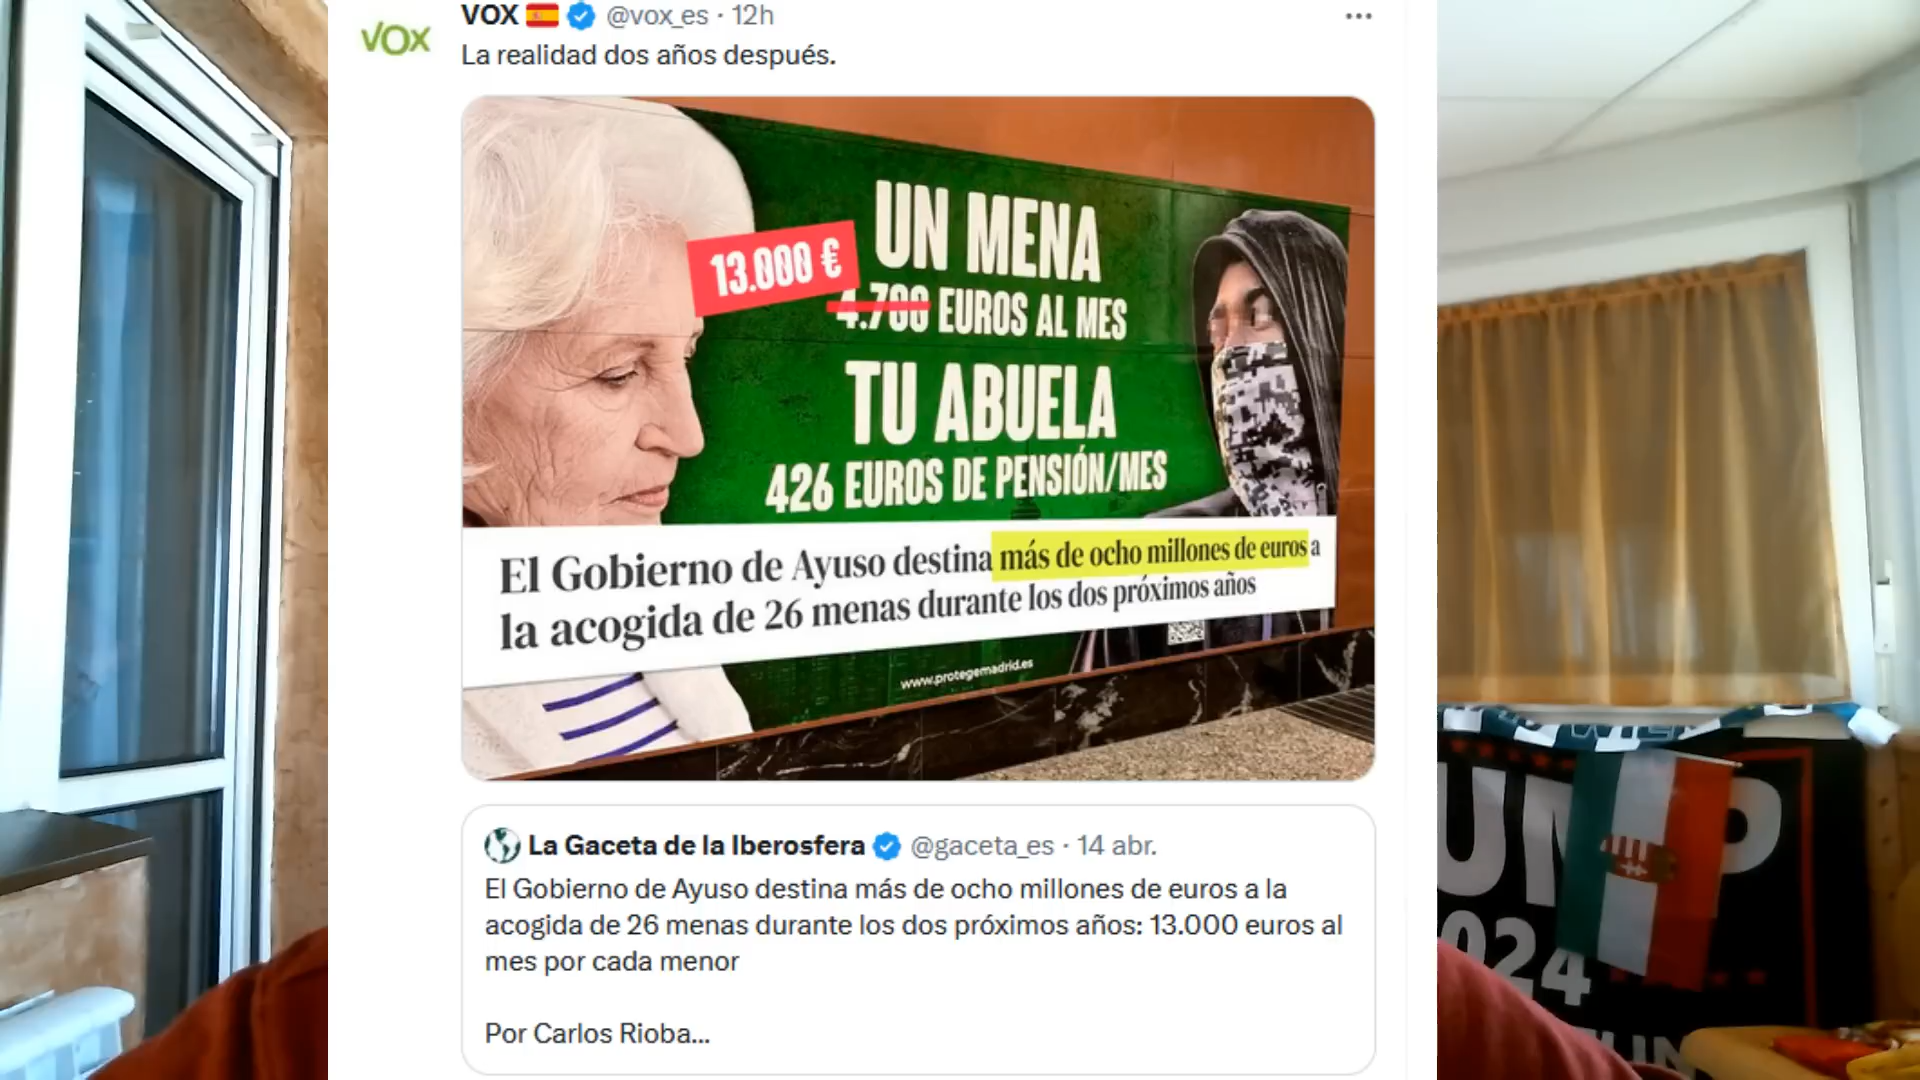 VOX @vox_es · 12h
VOX
La realidad dos años después.
UN MENA
13.000 €
4.700 EUROS AL MES
TU ABUELA
426 EUROS DE PENSIÓN/MES
El Gobierno de Ayuso destina más de ocho millones de euros a
la acogida de 26 menas durante los dos próximos años
www.protegemadrid.es
La Gaceta de la Iberosfera @gaceta_es · 14 abr.
El Gobierno de Ayuso destina más de ocho millones de euros a la
acogida de 26 menas durante los dos próximos años: 13.000 euros al
mes por cada menor
Por Carlos Rioba...